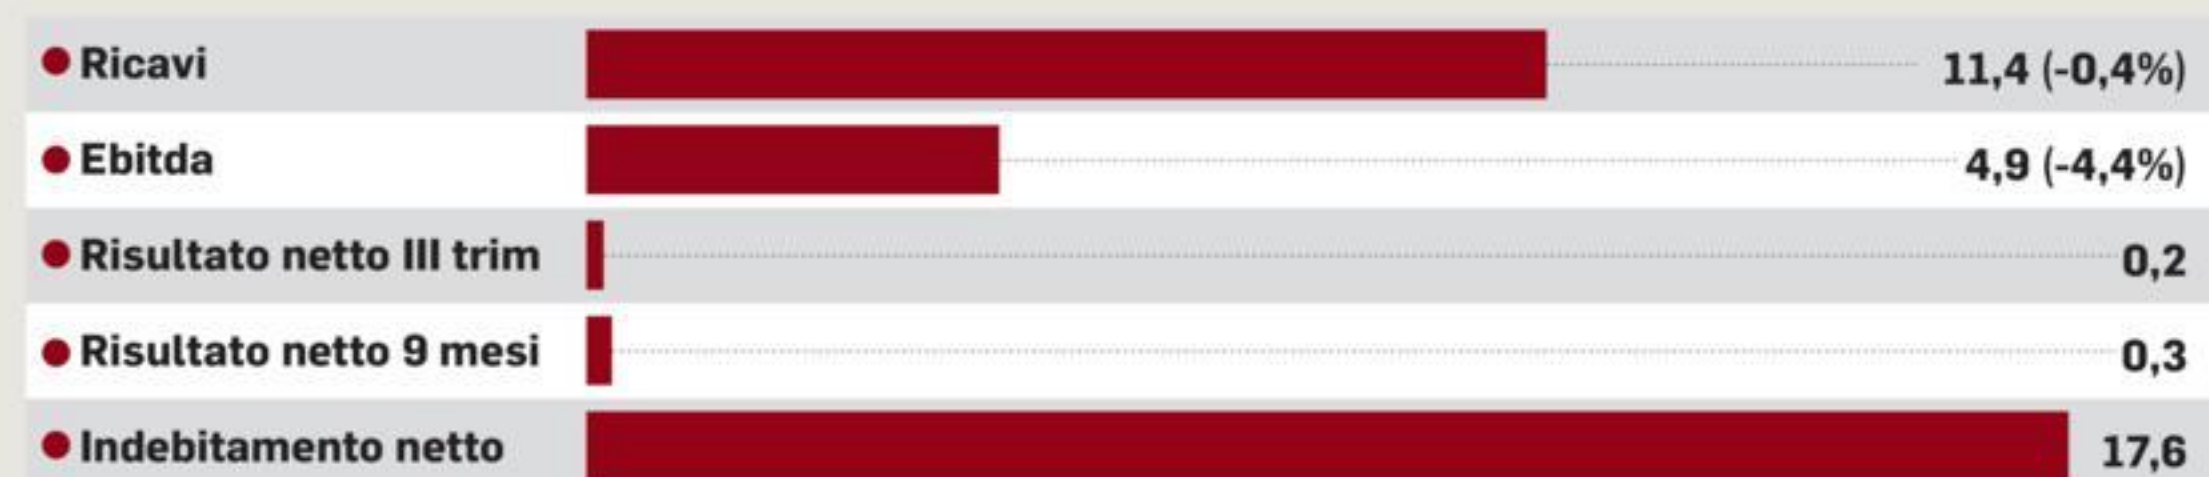 Ricavi 11,4 (-0,4%)
Ebitda 4,9 (-4,4%)
Risultato netto III trim 0,2
Risultato netto 9 mesi 0,3
Indebitamento netto 17,6